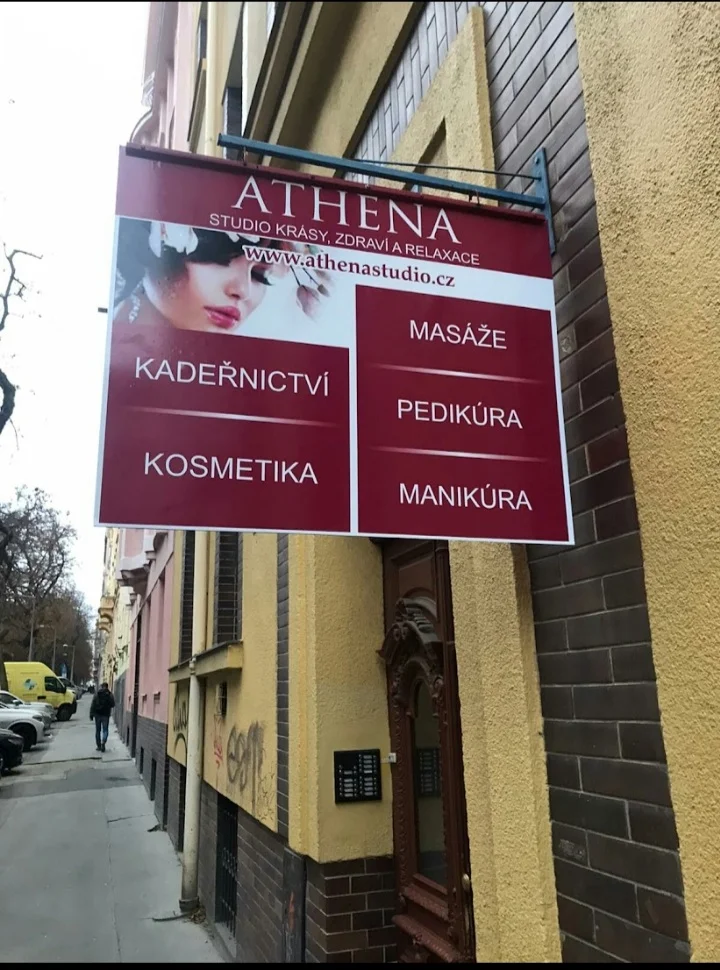 ATHENA
STUDIO KRÁSY, ZDRAVÍ A RELAXACE
www.athenastudio.cz
KADEŘNICTVÍ
KOSMETIKA
MASÁŽE
PEDIKÚRA
MANIKÚRA